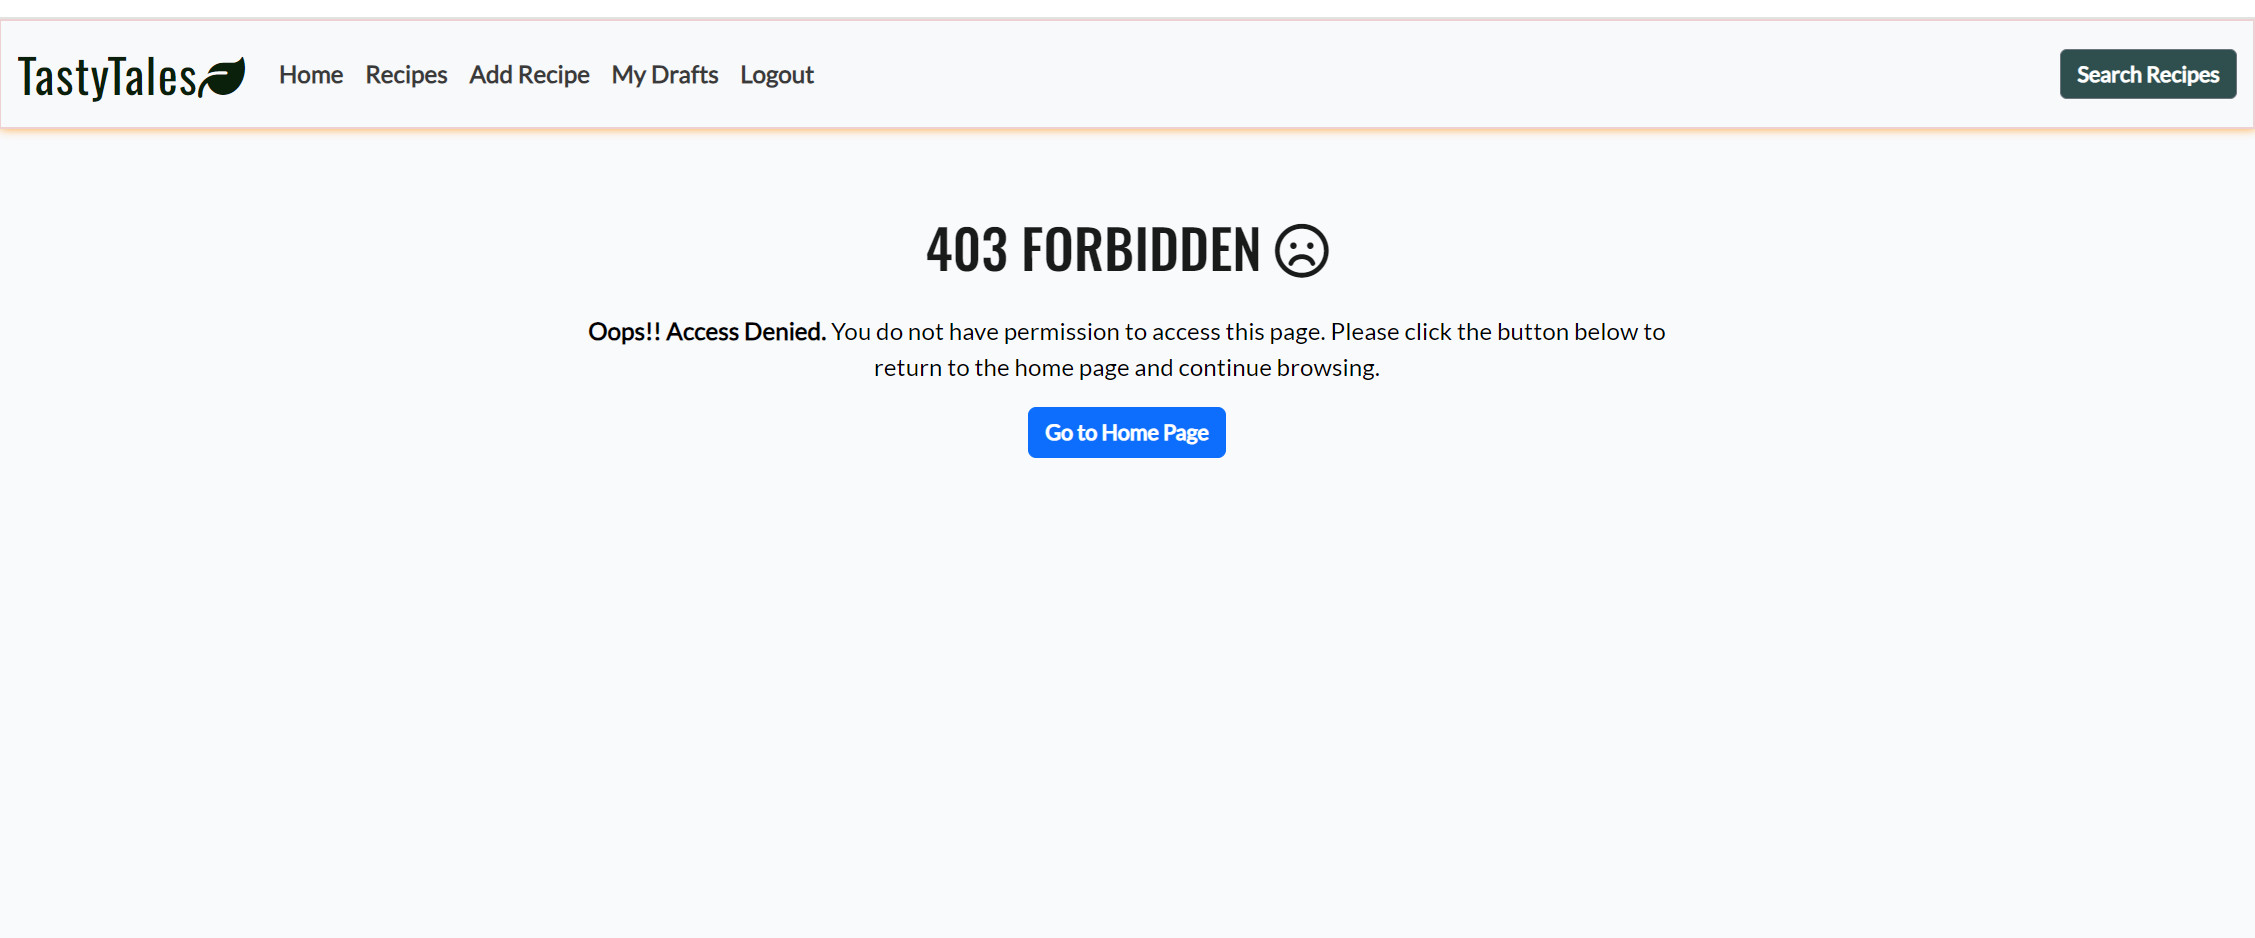 TastyTales Home Recipes Add Recipe My Drafts Logout Search Recipes
403 FORBIDDEN
Oops!! Access Denied. You do not have permission to access this page. Please click the button below to
return to the home page and continue browsing.
Go to Home Page